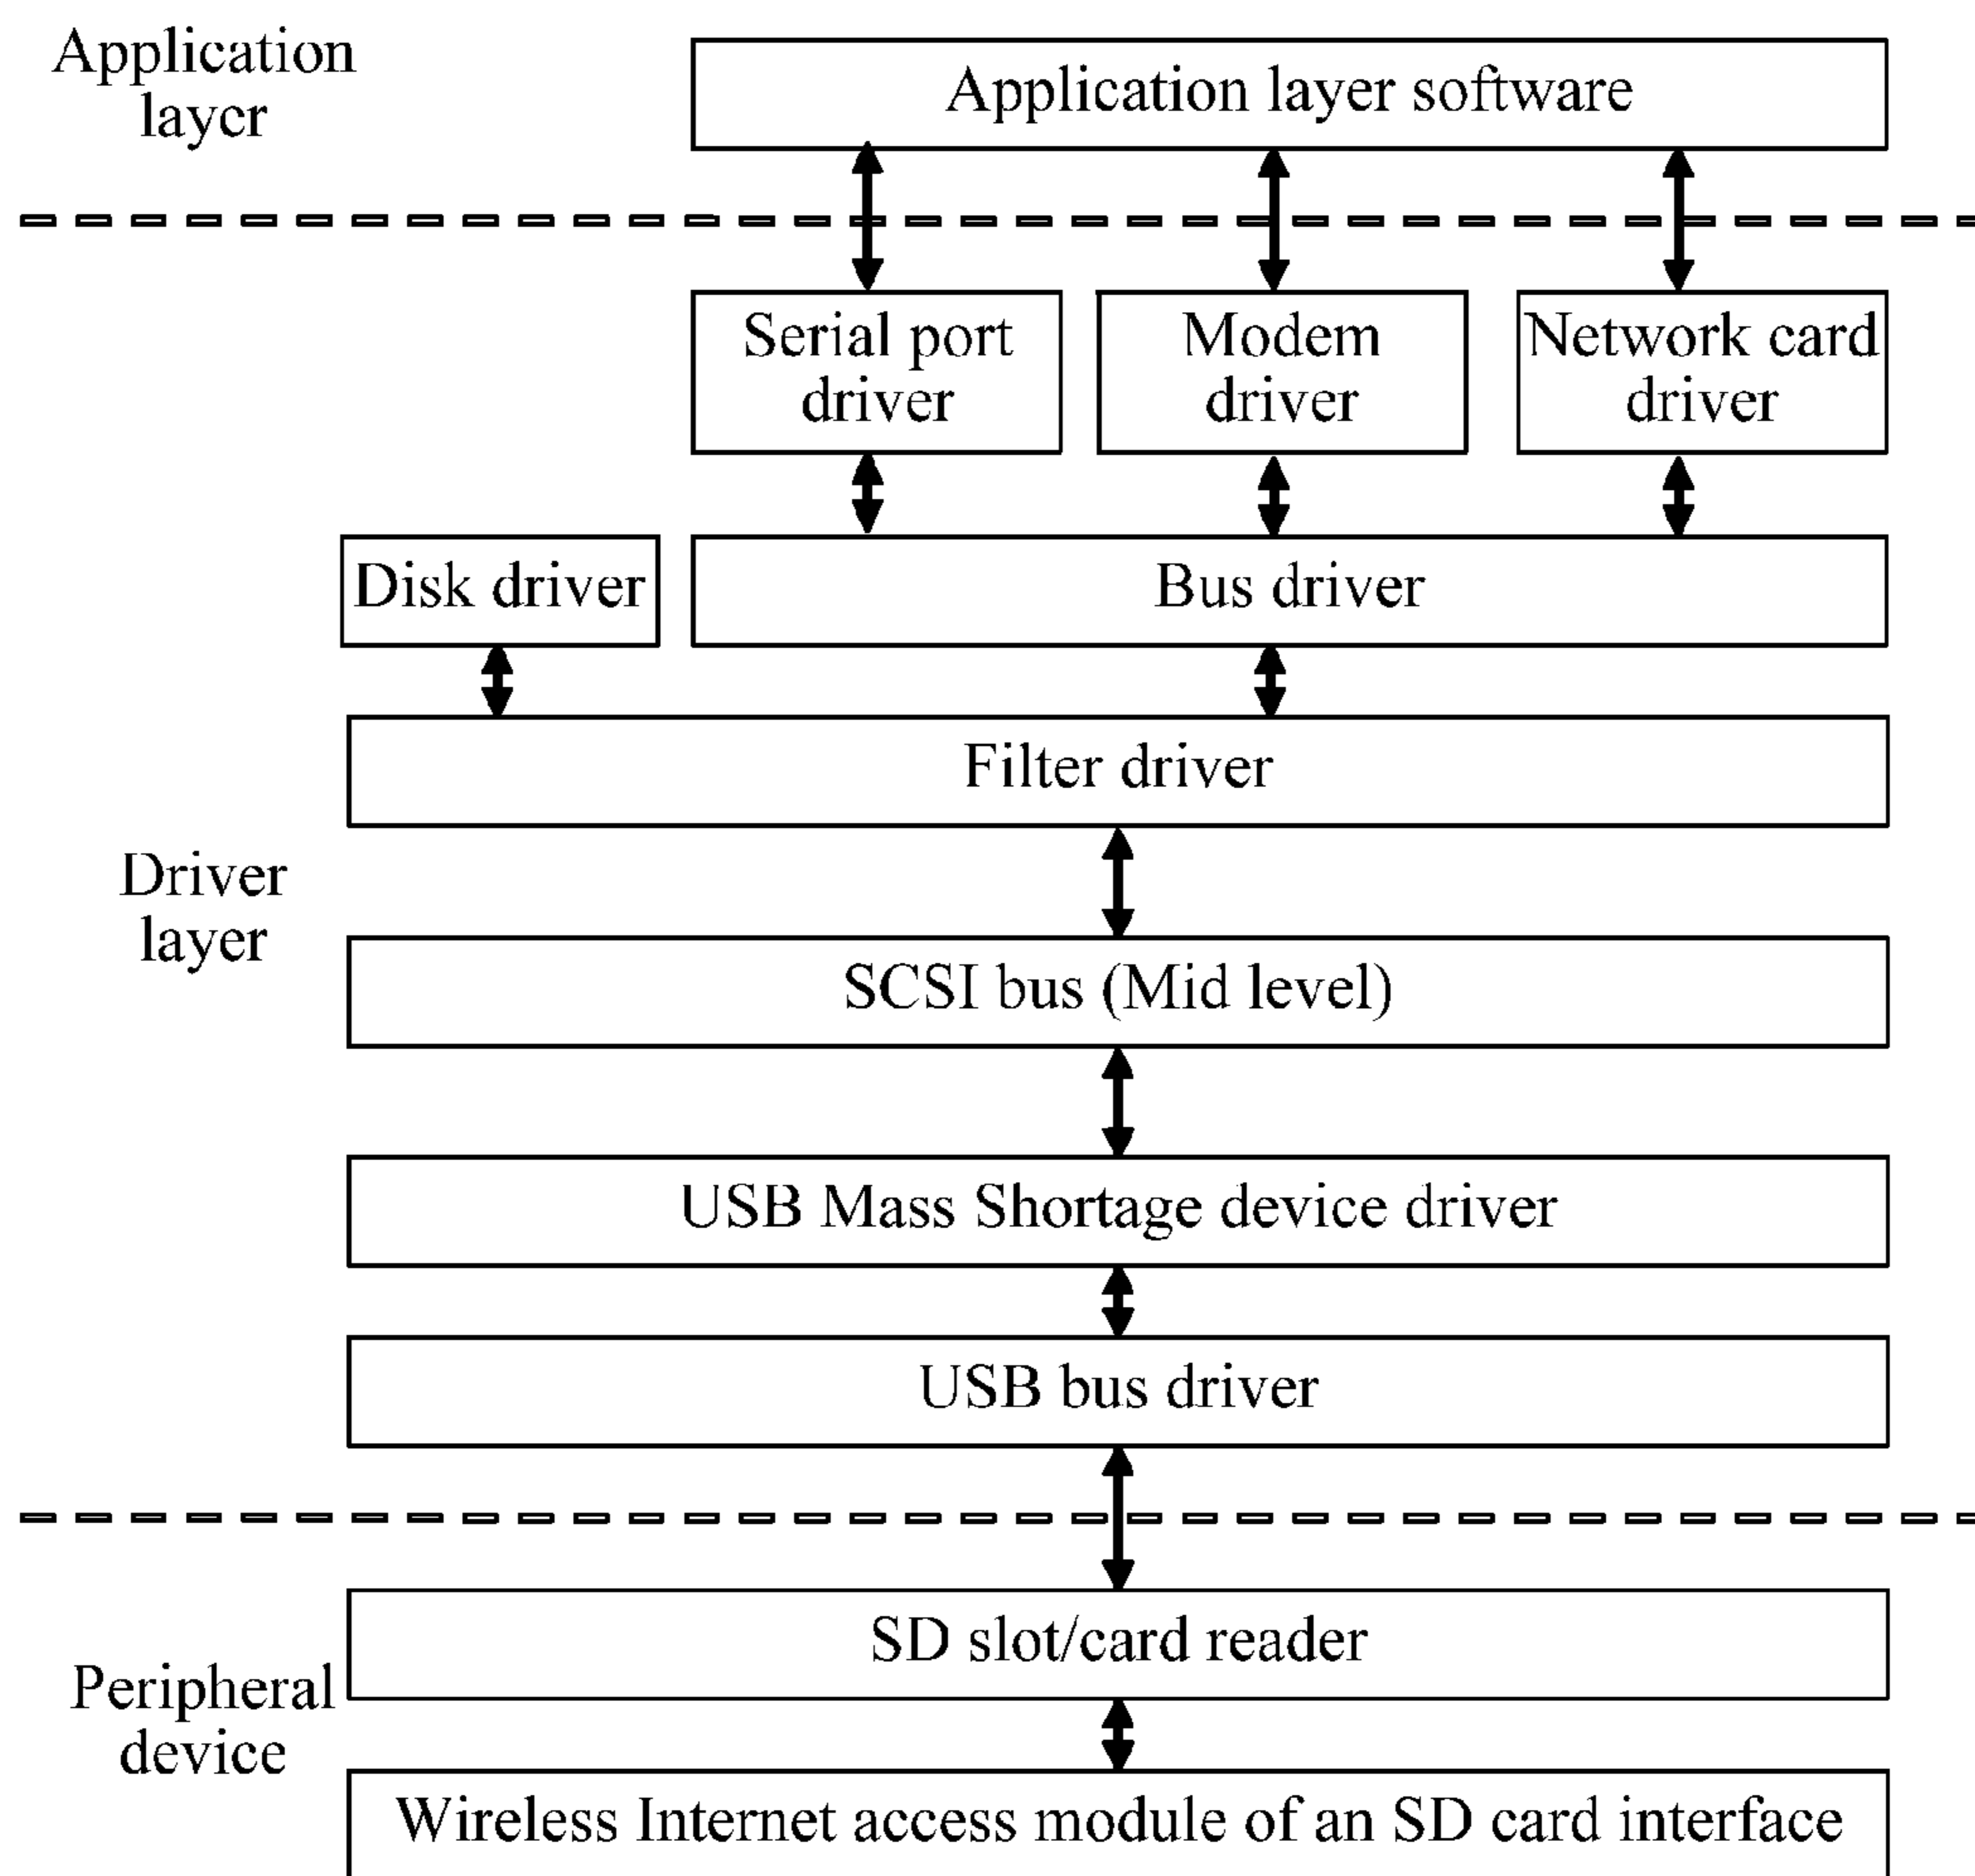 Application
layer
Application layer software
Serial port
driver
Modem
driver
Network card
driver
Disk driver
Bus driver
Filter driver
Driver
layer
SCSI bus (Mid level)
USB Mass Shortage device driver
USB bus driver
SD slot/card reader
Peripheral
device
Wireless Internet access module of an SD card interface